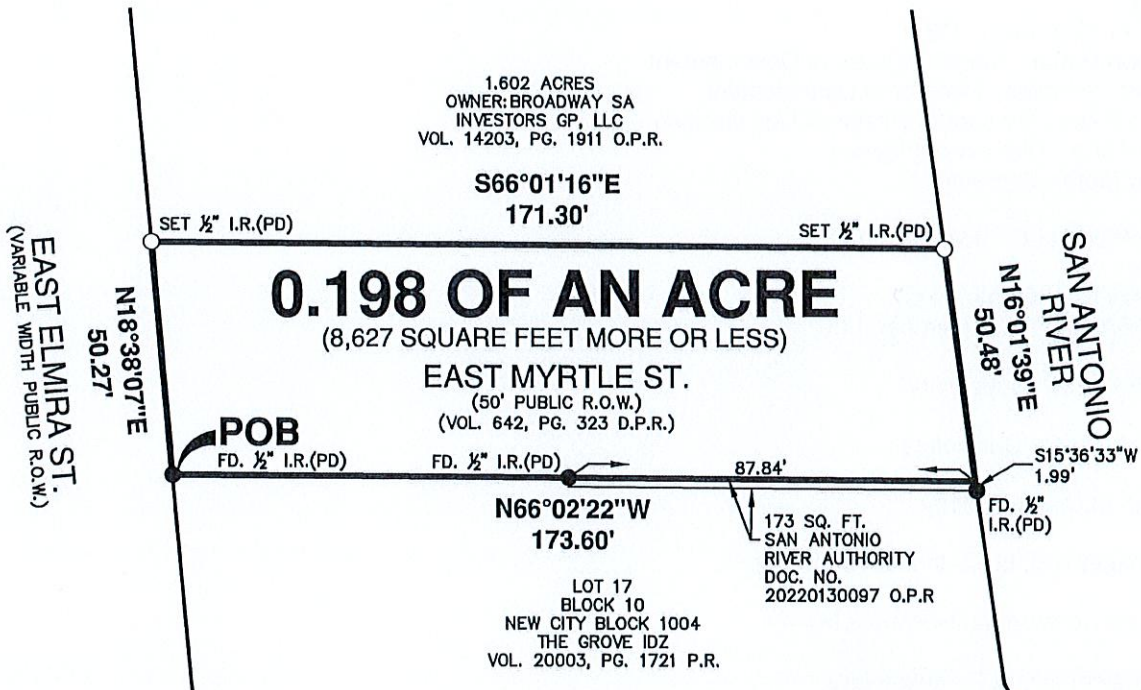 1.602 ACRES
OWNER:BROADWAY SA
INVESTORS GP, LLC
VOL. 14203, PG. 1911 O.P.R.
S66°01'16"E
171.30'
SET ½" I.R.(PD)
SET ½" I.R.(PD)
EAST ELMIRA ST.
(VARIABLE WIDTH PUBLIC R.O.W.)
N18°38'07"E
50.27'
0.198 OF AN ACRE
(8,627 SQUARE FEET MORE OR LESS)
EAST MYRTLE ST.
(50' PUBLIC R.O.W.)
(VOL. 642, PG. 323 D.P.R.)
SAN ANTONIO
RIVER
N16°01'39"E
50.48'
POB
FD. ½" I.R.(PD)
FD. ½" I.R.(PD)
87.84'
S15°36'33"W
1.99'
FD. ½"
I.R.(PD)
N66°02'22"W
173.60'
173 SQ. FT.
SAN ANTONIO
RIVER AUTHORITY
DOC. NO.
20220130097 O.P.R
LOT 17
BLOCK 10
NEW CITY BLOCK 1004
THE GROVE IDZ
VOL. 20003, PG. 1721 P.R.